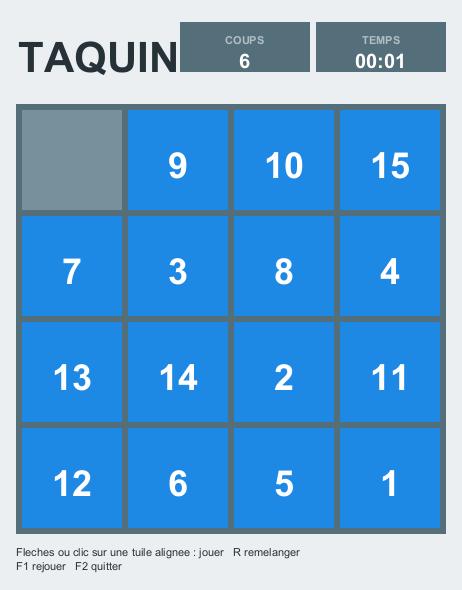 TAQUIN
COUPS TEMPS
6 00:01
9 10 15
7 3 8 4
13 14 2 11
12 6 5 1
Fleches ou clic sur une tuile alignee : jouer R remelanger
F1 rejouer F2 quitter